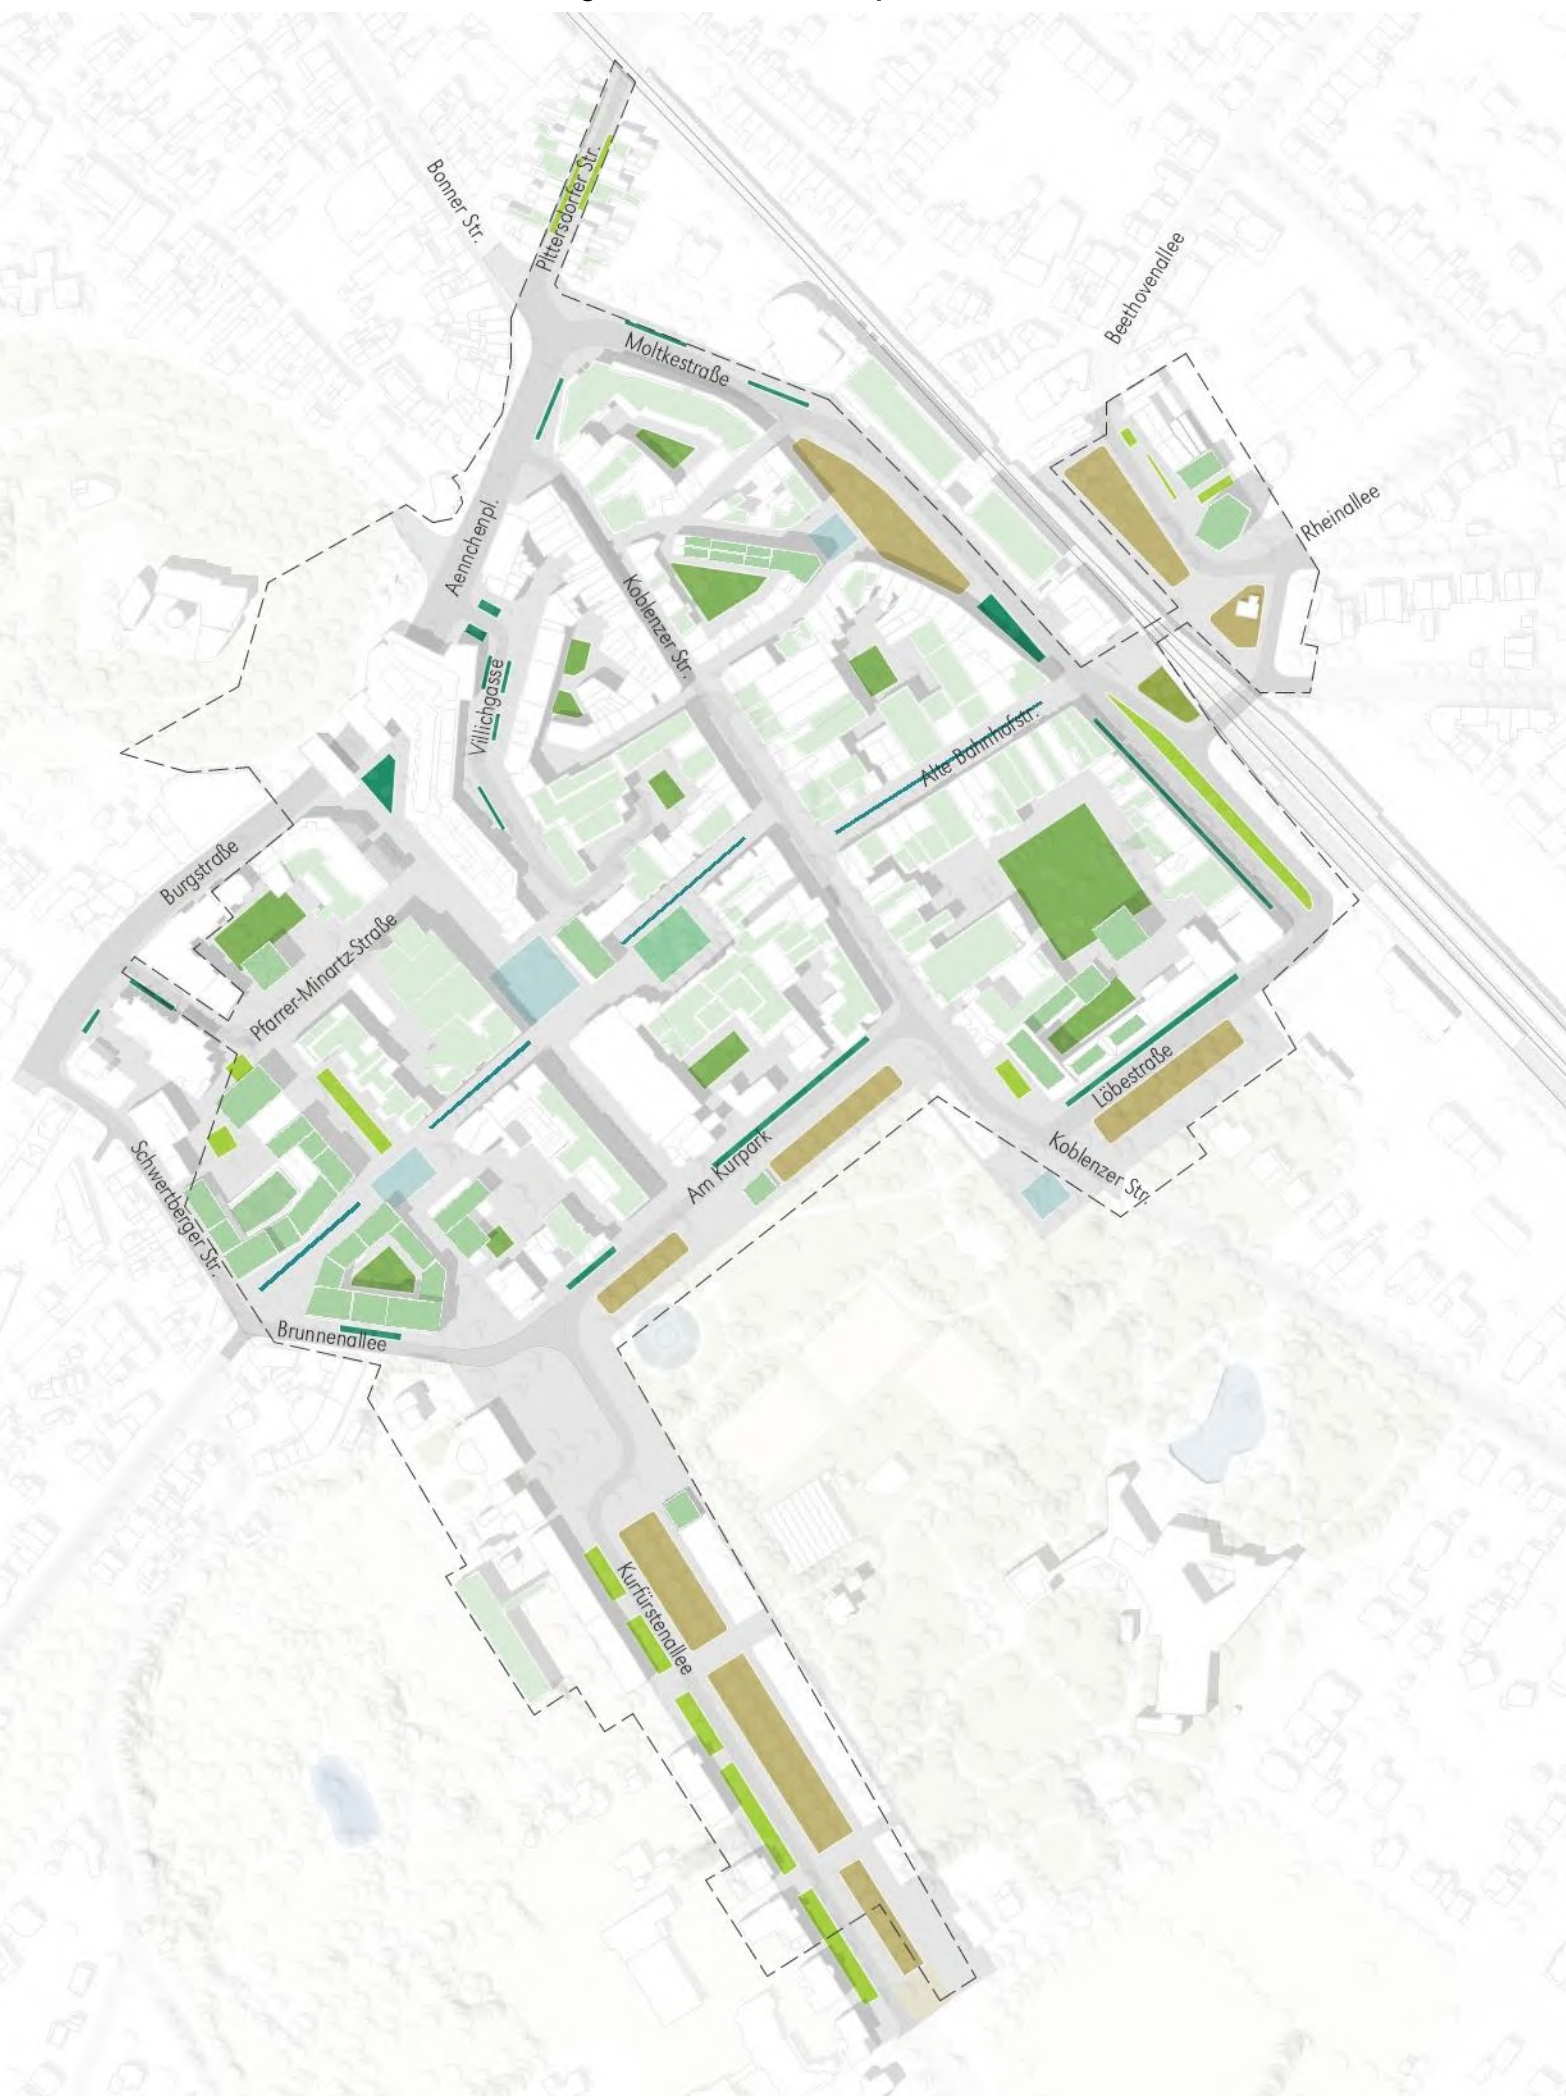 Bonner Str.
Plittersdorfer Str.
Beethovenallee
Moltkestraße
Rheinallee
Aennchenpl.
Koblenzer Str.
Villichgasse
Alte Bahnhofstr.
Burgstraße
Pfarrer-Minartz-Straße
Löbestraße
Am Kurpark
Koblenzer Str.
Schwertberger Str.
Brunnenallee
Kurfürstenallee